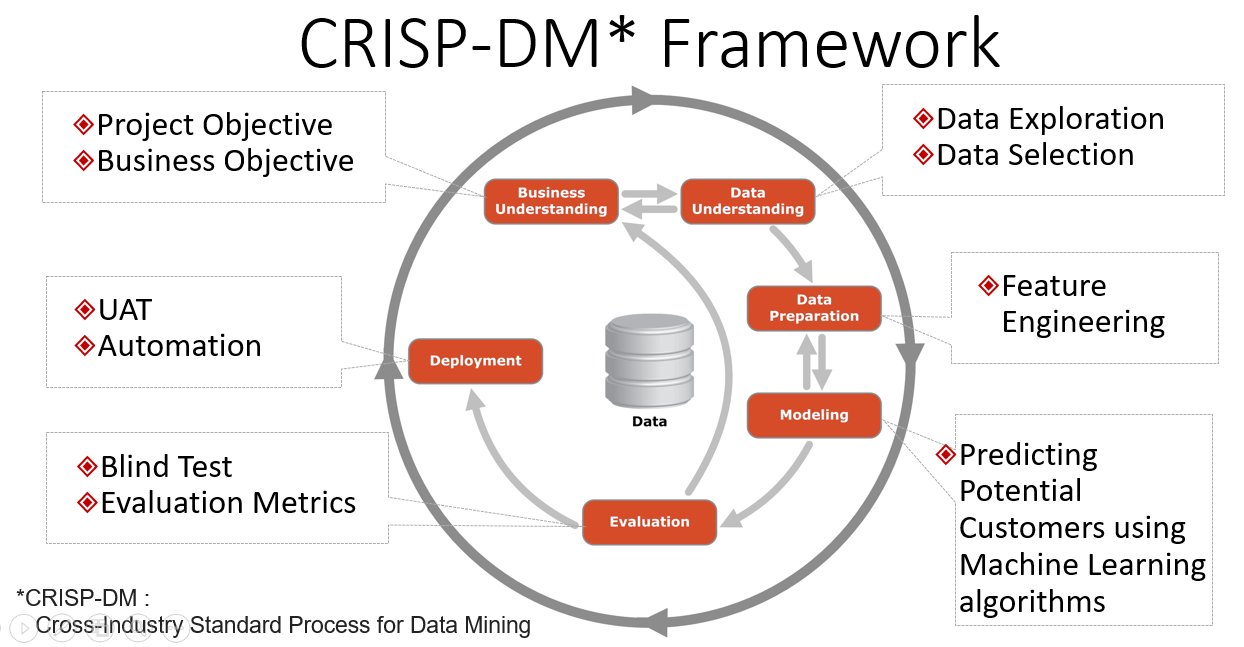 CRISP-DM* Framework
Project Objective
Business Objective
Data Exploration
Data Selection
Business
Understanding
Data
Understanding
Feature
Engineering
Data
Preparation
UAT
Automation
Deployment
Data
Modeling
Predicting
Potential
Customers using
Machine Learning
algorithms
Blind Test
Evaluation Metrics
Evaluation
*CRISP-DM :
Cross-Industry Standard Process for Data Mining